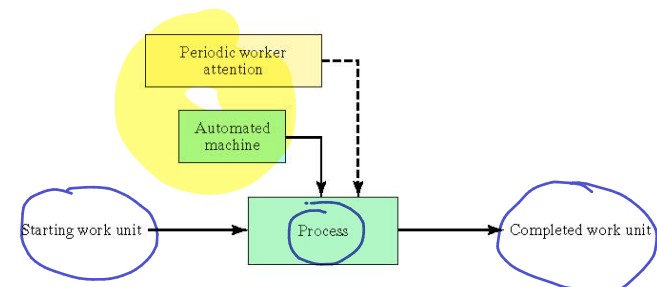 Periodic worker
attention
Automated
machine
Starting work unit
Process
Completed work unit